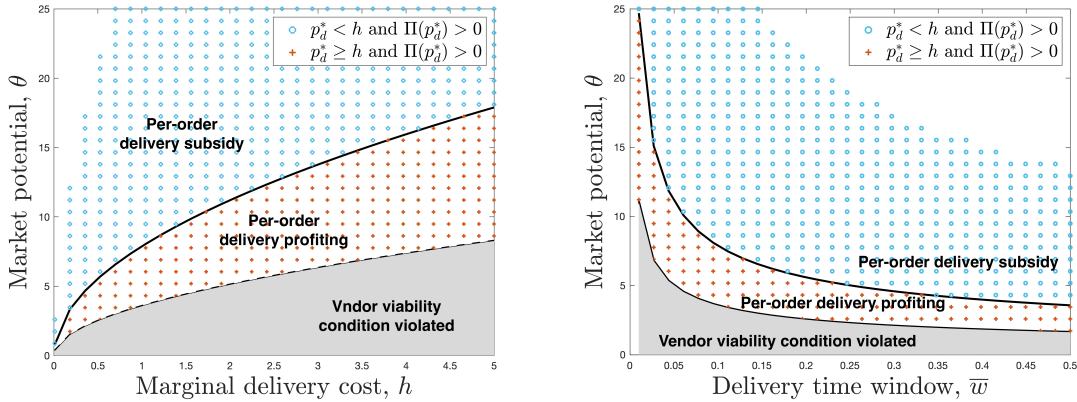 25
20
15
10
5
0
Market potential, θ
p*_d < h and Π(p*_d) > 0
p*_d ≥ h and Π(p*_d) > 0
Per-order
delivery subsidy
Per-order
delivery profiting
Vndor viability
condition violated
0 0.5 1 1.5 2 2.5 3 3.5 4 4.5 5
Marginal delivery cost, h
25
20
15
10
5
0
Market potential, θ
p*_d < h and Π(p*_d) > 0
p*_d ≥ h and Π(p*_d) > 0
Per-order delivery subsidy
Per-order delivery profiting
Vendor viability condition violated
0 0.05 0.1 0.15 0.2 0.25 0.3 0.35 0.4 0.45 0.5
Delivery time window, w̅